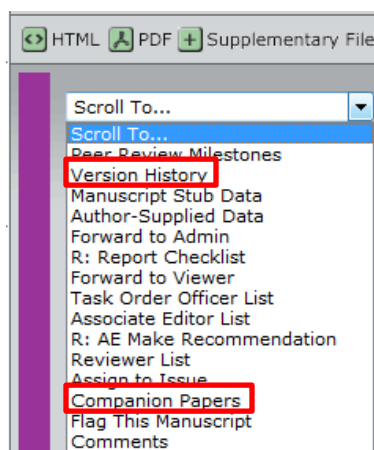 HTML PDF Supplementary File
Scroll To...
Scroll To...
Peer Review Milestones
Version History
Manuscript Stub Data
Author-Supplied Data
Forward to Admin
R: Report Checklist
Forward to Viewer
Task Order Officer List
Associate Editor List
R: AE Make Recommendation
Reviewer List
Assign to Issue
Companion Papers
Flag This Manuscript
Comments